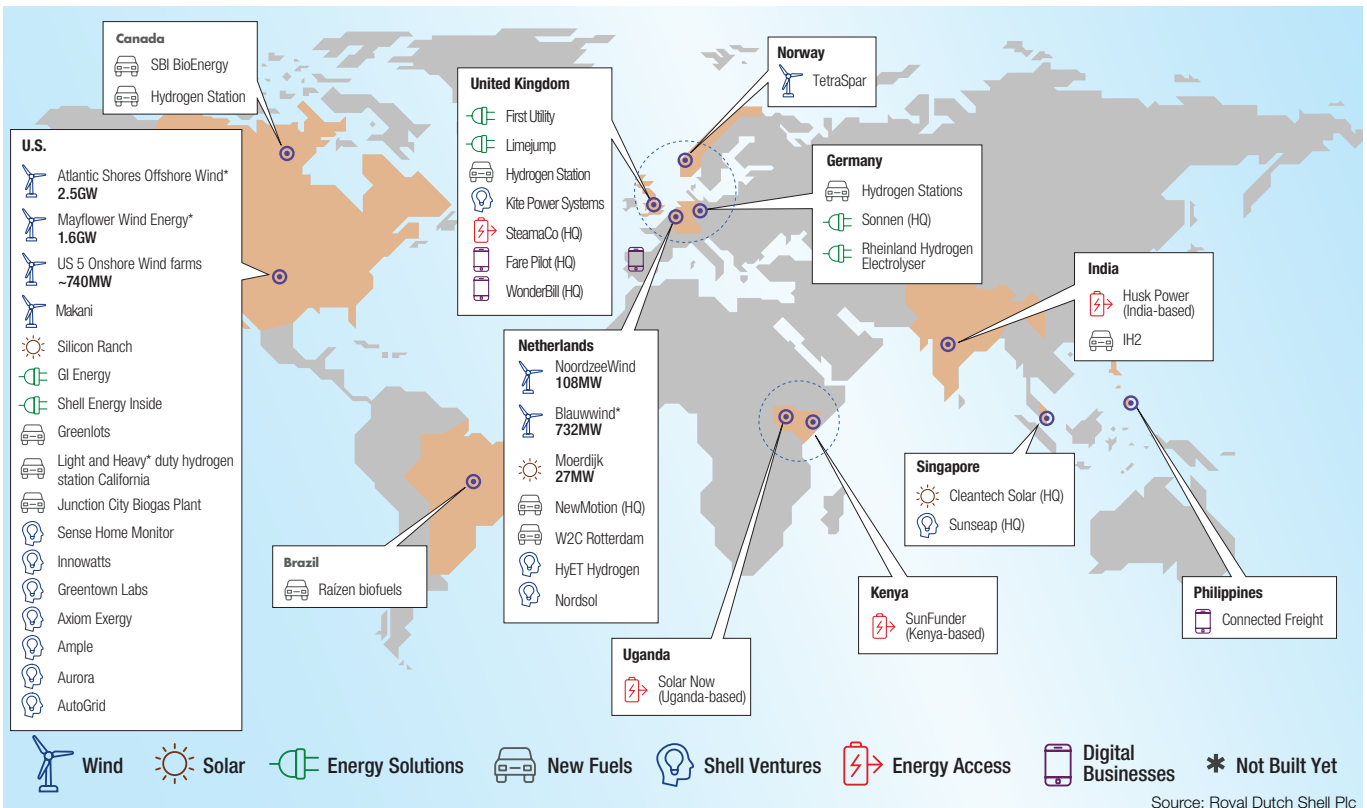 Canada
SBI BioEnergy
Hydrogen Station
U.S.
Atlantic Shores Offshore Wind*
2.5GW
Mayflower Wind Energy*
1.6GW
US 5 Onshore Wind farms
~740MW
Makani
Silicon Ranch
GI Energy
Shell Energy Inside
Greenlots
Light and Heavy* duty hydrogen
station California
Junction City Biogas Plant
Sense Home Monitor
Innowatts
Greentown Labs
Axiom Exergy
Ample
Aurora
AutoGrid
United Kingdom
First Utility
Limejump
Hydrogen Station
Kite Power Systems
SteamaCo (HQ)
Fare Pilot (HQ)
WonderBill (HQ)
Norway
TetraSpar
Germany
Hydrogen Stations
Sonnen (HQ)
Rheinland Hydrogen
Electrolyser
India
Husk Power
(India-based)
IH2
Netherlands
NoordzeeWind
108MW
Blauwwind*
732MW
Moerdijk
27MW
NewMotion (HQ)
W2C Rotterdam
HyET Hydrogen
Nordsol
Singapore
Cleantech Solar (HQ)
Sunseap (HQ)
Brazil
Raízen biofuels
Kenya
SunFunder
(Kenya-based)
Philippines
Connected Freight
Uganda
Solar Now
(Uganda-based)
Wind
Solar
Energy Solutions
New Fuels
Shell Ventures
Energy Access
Digital
Businesses
* Not Built Yet
Source: Royal Dutch Shell Plc